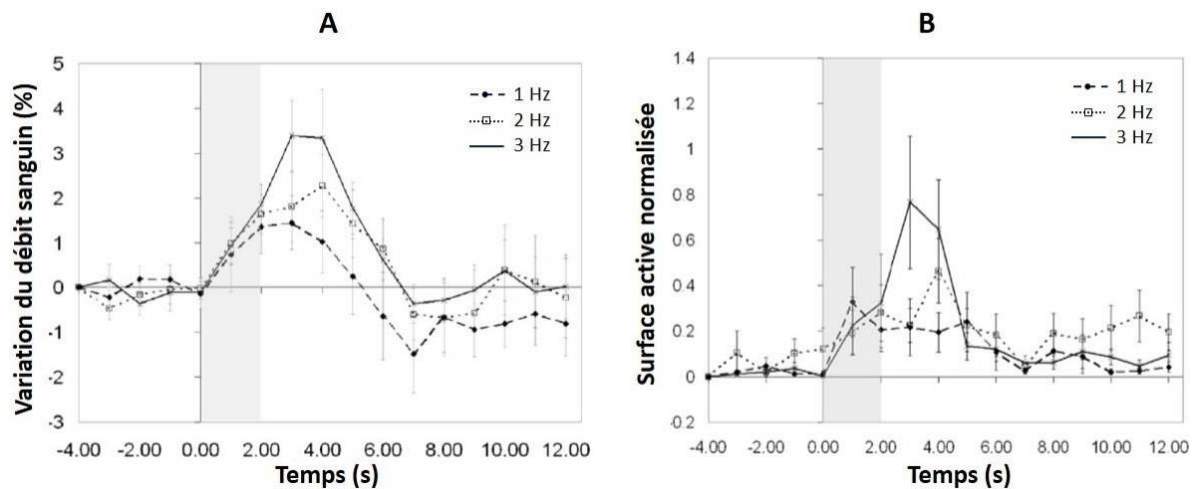 A
Variation du débit sanguin (%)
5
4
3
2
1
0
-1
-2
-3
1 Hz
2 Hz
3 Hz
-4.00 -2.00 0.00 2.00 4.00 6.00 8.00 10.00 12.00
Temps (s)
B
Surface active normalisée
1.4
1.2
1
0.8
0.6
0.4
0.2
0
0.2
1 Hz
2 Hz
3 Hz
-4.00 -2.00 0.00 2.00 4.00 6.00 8.00 10.00 12.00
Temps (s)